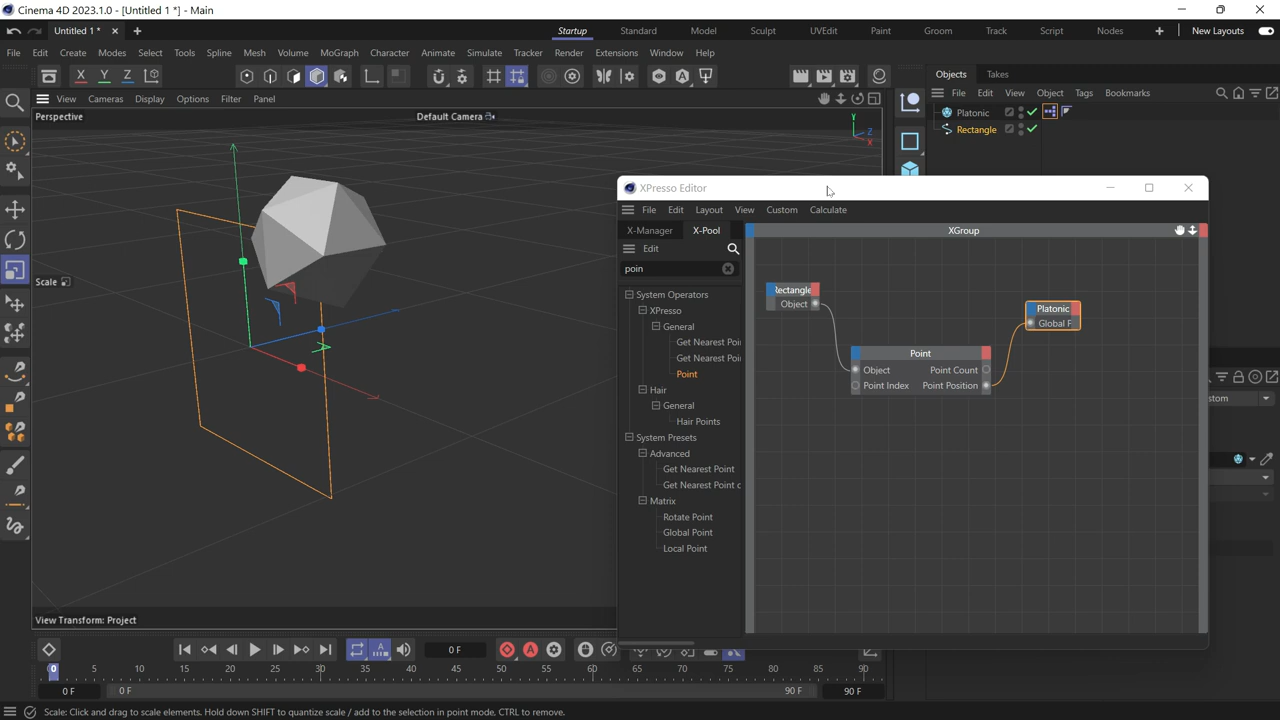 Cinema 4D 2023.1.0 - [Untitled 1 *] - Main
Untitled 1 *
Startup Standard Model Sculpt UVEdit Paint Groom Track Script Nodes New Layouts
File Edit Create Modes Select Tools Spline Mesh Volume MoGraph Character Animate Simulate Tracker Render Extensions Window Help
X Y Z
Objects Takes
View Cameras Display Options Filter Panel
File Edit View Object Tags Bookmarks
Perspective
Default Camera
Y
Z
X
Platonic
Rectangle
XPresso Editor
File Edit Layout View Custom Calculate
X-Manager X-Pool
XGroup
Edit
poin
Scale
System Operators
XPresso
General
Get Nearest Poi
Get Nearest Poi
Point
Hair
General
Hair Points
System Presets
Advanced
Get Nearest Point
Get Nearest Point c
Matrix
Rotate Point
Global Point
Local Point
Rectangle
Object
Platonic
Global F
Point
Object Point Count
Point Index Point Position
stom
View Transform: Project
0 F
0 5 10 15 20 25 30 35 40 45 50 55 60 65 70 75 80 85 90
0 F 0 F 90 F 90 F
Scale: Click and drag to scale elements. Hold down SHIFT to quantize scale / add to the selection in point mode, CTRL to remove.